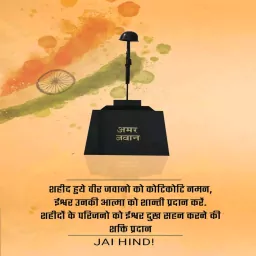 अमर
जवान
शहीद हुये वीर जवानो को कोटिकोटि नमन,
ईश्वर उनकी आत्मा को शान्ती प्रदान करें.
शहीदों के परिजनो को ईश्वर दुख सहन करने की
शक्ति प्रदान
JAI HIND!